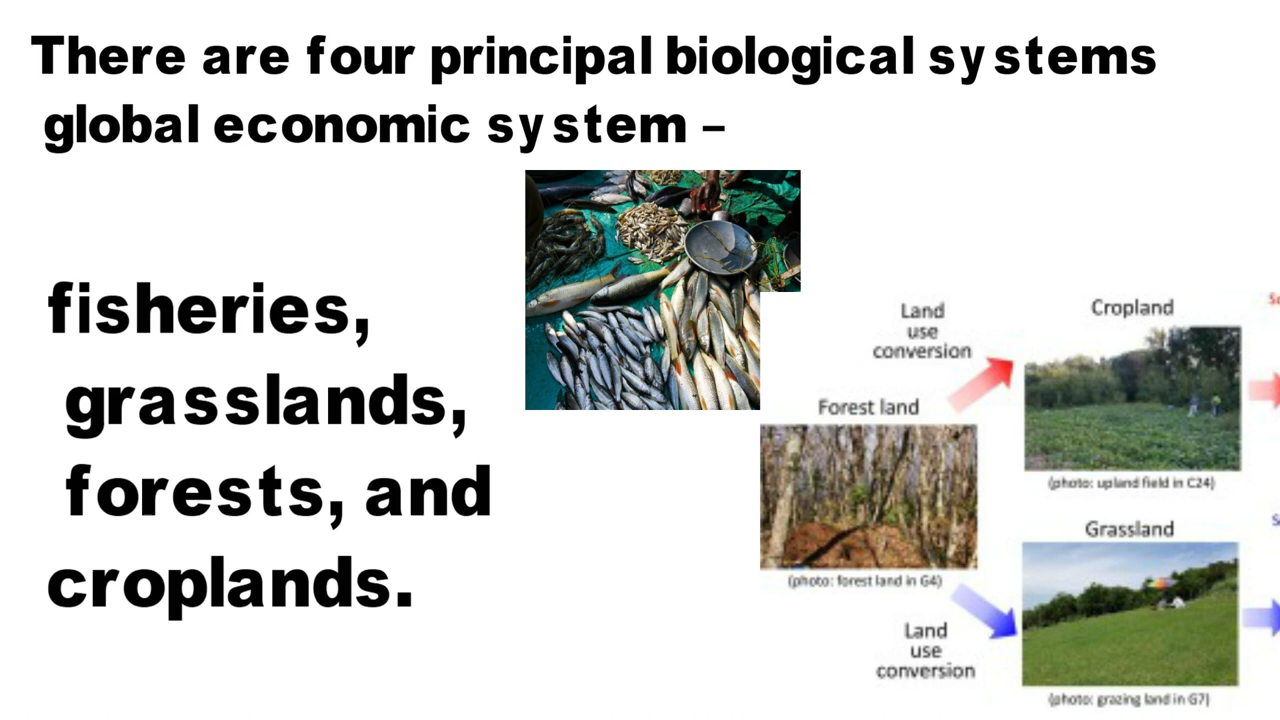 There are four principal biological systems
global economic system –
fisheries,
grasslands,
forests, and
croplands.
Land
use
conversion
Cropland
(photo: upland field in C24)
Forest land
(photo: forest land in G4)
Grassland
(photo: grazing land in G7)
Land
use
conversion